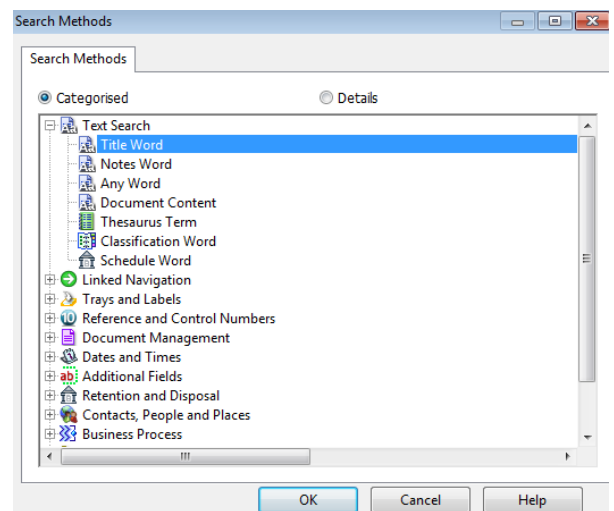 Search Methods
Search Methods
Categorised Details
Text Search
Title Word
Notes Word
Any Word
Document Content
Thesaurus Term
Classification Word
Schedule Word
Linked Navigation
Trays and Labels
10 Reference and Control Numbers
Document Management
Dates and Times
ab Additional Fields
Retention and Disposal
Contacts, People and Places
Business Process
OK Cancel Help